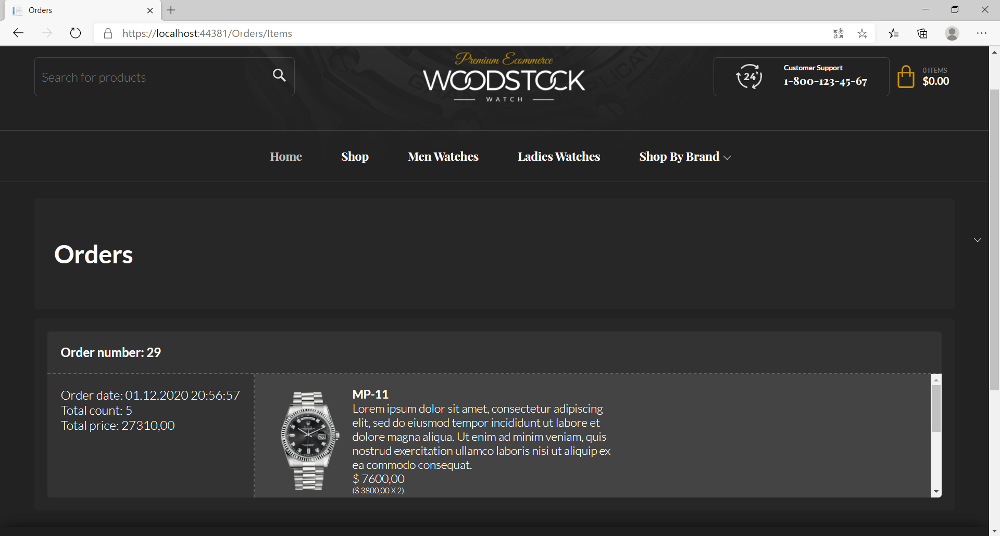 Orders
https://localhost:44381/Orders/Items
Search for products
Premium Ecommerce
WOODSTOCK
WATCH
24h
Customer Support
1-800-123-45-67
0 ITEMS
$0.00
Home
Shop
Men Watches
Ladies Watches
Shop By Brand
Orders
Order number: 29
Order date: 01.12.2020 20:56:57
Total count: 5
Total price: 27310,00
MP-11
Lorem ipsum dolor sit amet, consectetur adipiscing
elit, sed do eiusmod tempor incididunt ut labore et
dolore magna aliqua. Ut enim ad minim veniam, quis
nostrud exercitation ullamco laboris nisi ut aliquip ex
ea commodo consequat.
$ 7600,00
($ 3800,00 X 2)